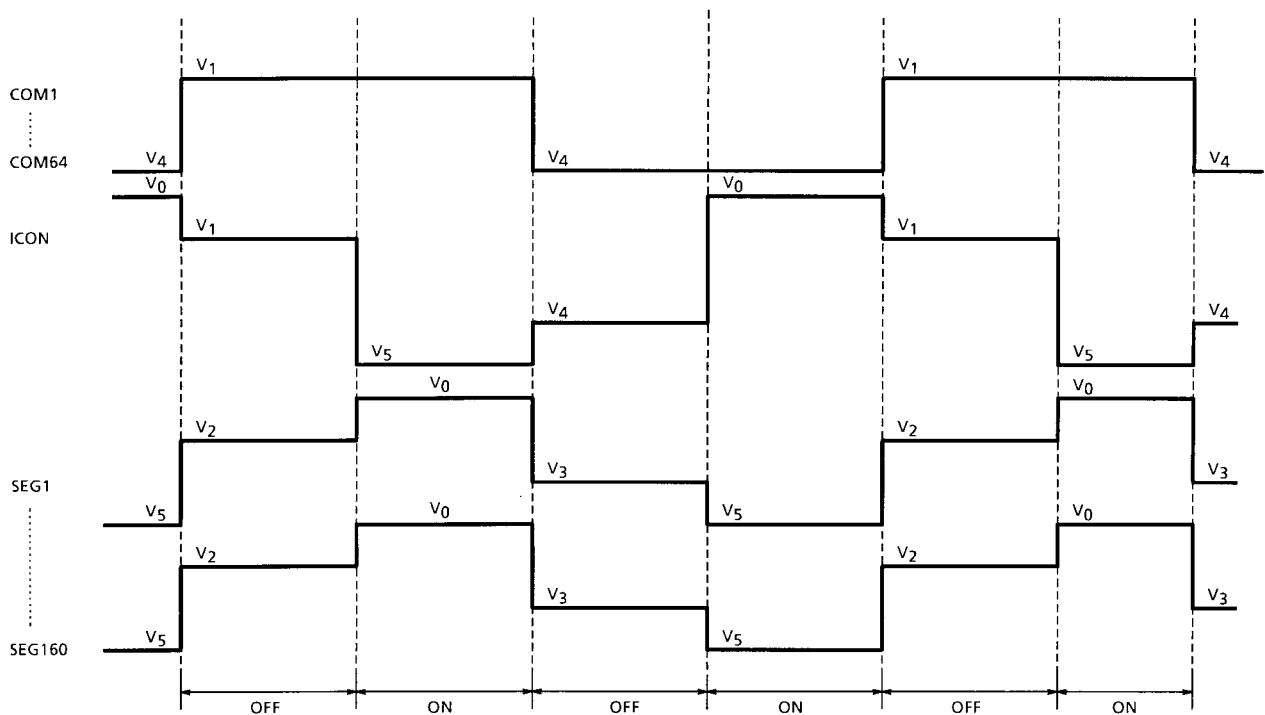 V1 V1
COM1
COM64 V4 V4 V4
V0 V0
ICON V1 V1
V4 V4
V5 V5
V0 V0
V2 V2
SEG1 V3 V3
V5 V0 V5 V0
V2 V2
V3 V3
SEG160 V5 V5
OFF ON OFF ON OFF ON